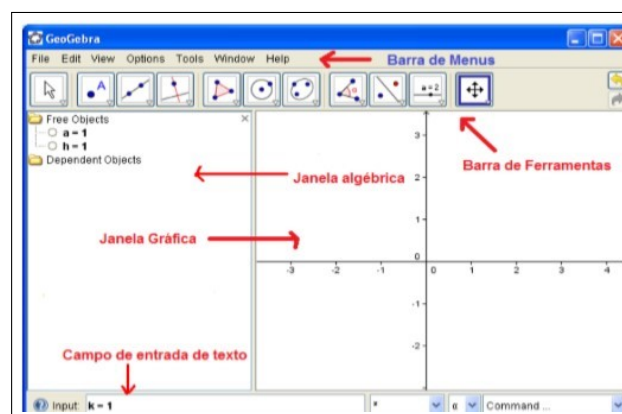 GeoGebra
File Edit View Options Tools Window Help
Barra de Menus
A
α
a = 2
Free Objects
a = 1
h = 1
Dependent Objects
Barra de Ferramentas
Janela algébrica
Janela Gráfica
3
2
1
0
-3 -2 -1 0 1 2 3 4
-1
-2
Campo de entrada de texto
Input: k = 1
α
Command ...